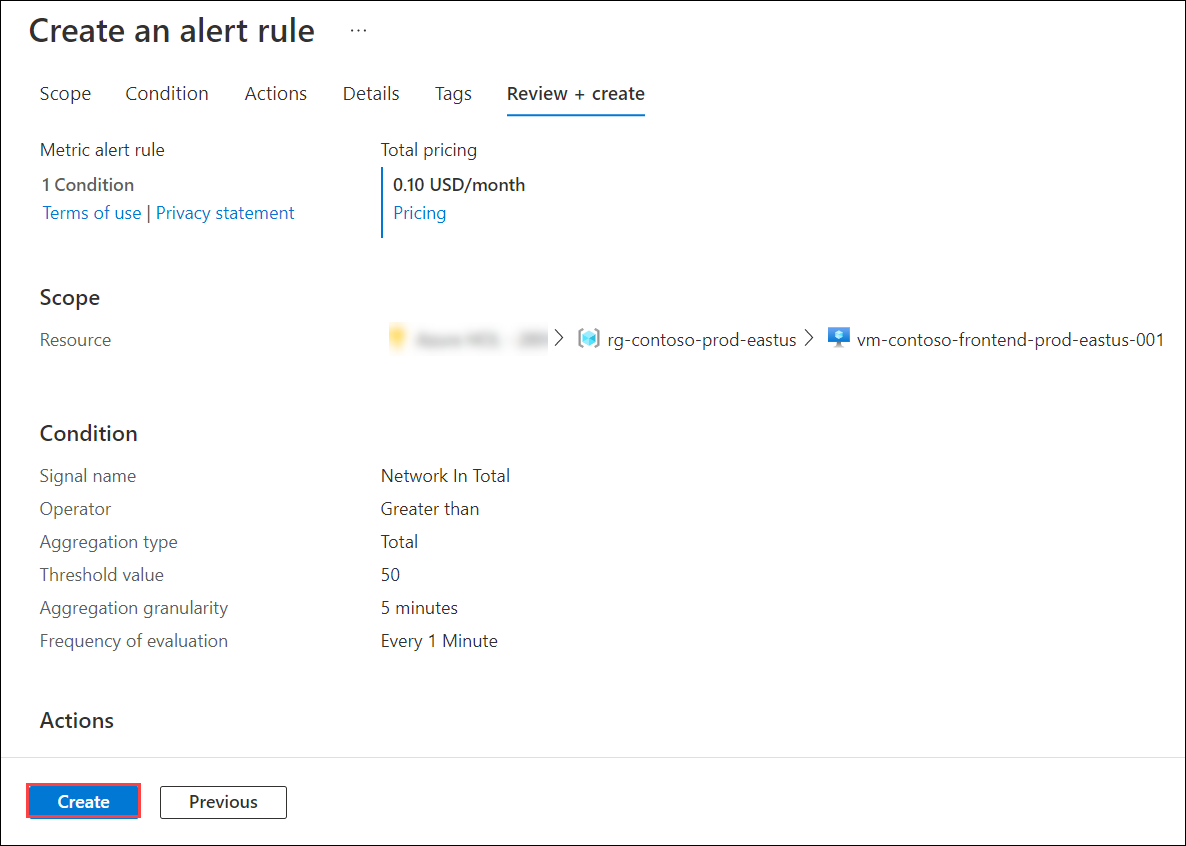 Create an alert rule ...
Scope Condition Actions Details Tags Review + create
Metric alert rule Total pricing
1 Condition 0.10 USD/month
Terms of use | Privacy statement Pricing
Scope
Resource rg-contoso-prod-eastus vm-contoso-frontend-prod-eastus-001
Condition
Signal name Network In Total
Operator Greater than
Aggregation type Total
Threshold value 50
Aggregation granularity 5 minutes
Frequency of evaluation Every 1 Minute
Actions
Create Previous